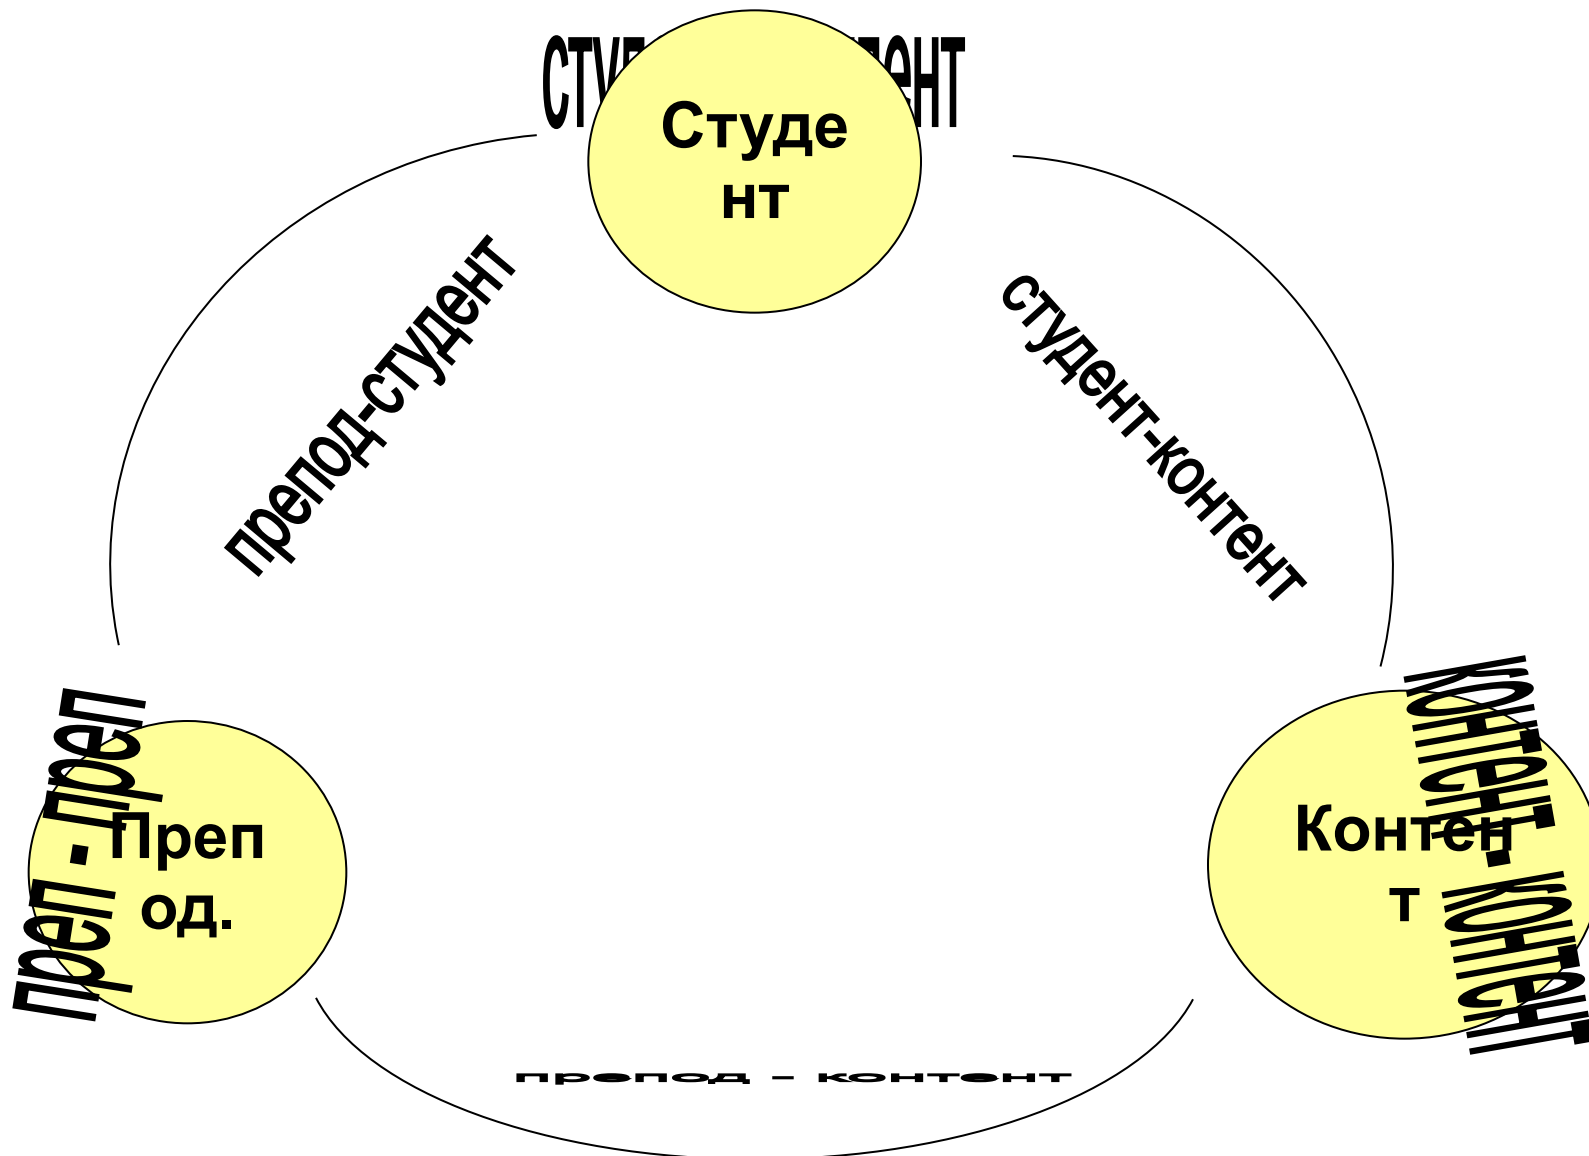 Студе
нт
препод-студент
студент-контент
преп - преп
Преп
од.
Контен
т
контент - контент
препод - контент